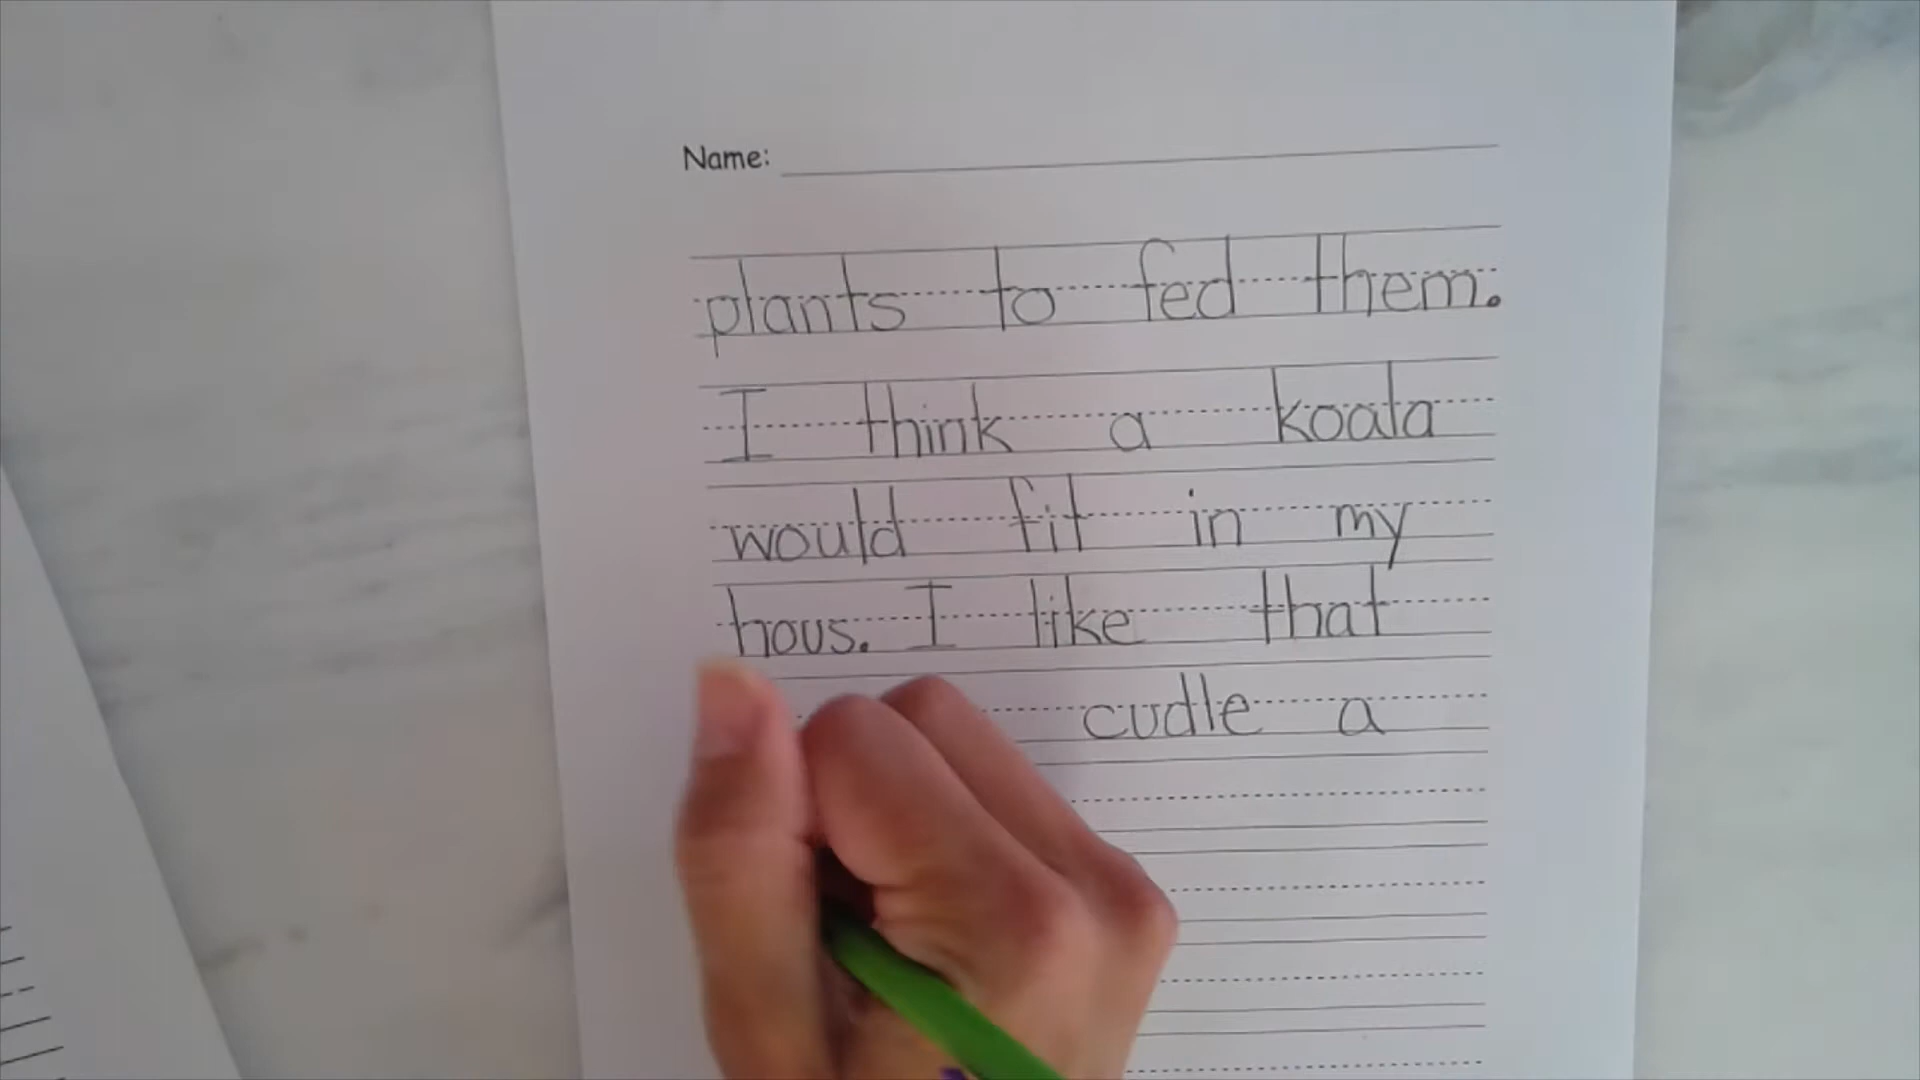 Name:
plants to fed them.
I think a koala
would fit in my
hous. I like that
cudle a